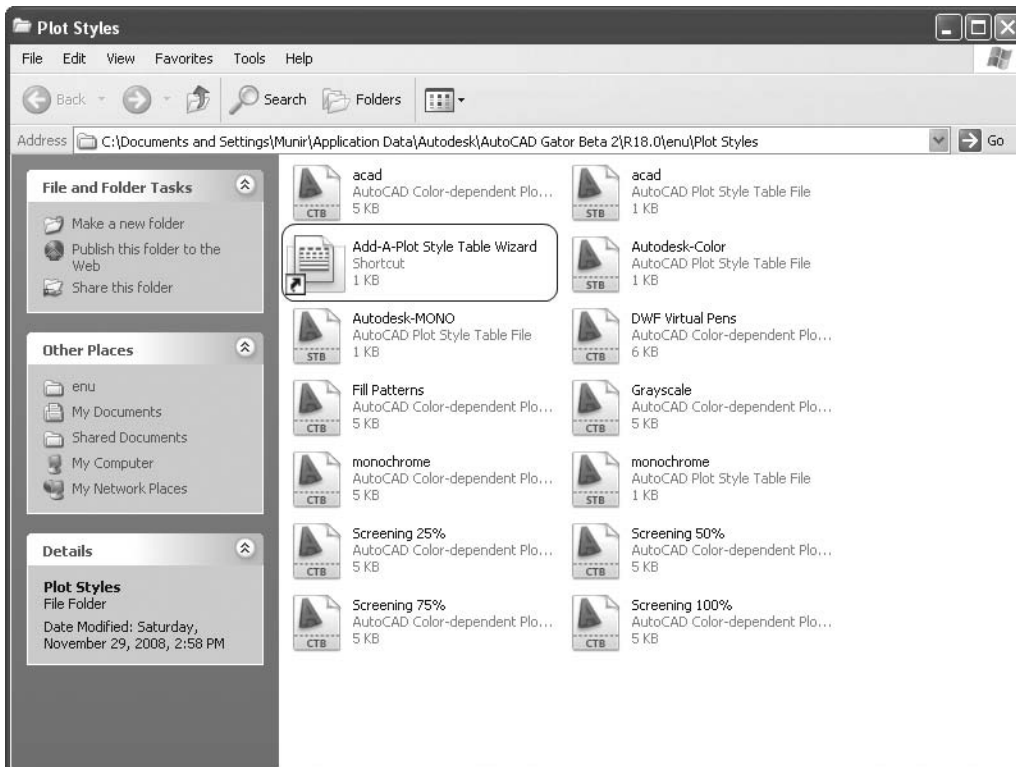 Plot Styles
File Edit View Favorites Tools Help
Back Search Folders
Address C:\Documents and Settings\Munir\Application Data\Autodesk\AutoCAD Gator Beta 2\R18.0\enu\Plot Styles Go
File and Folder Tasks
Make a new folder
Publish this folder to the
Web
Share this folder
Other Places
enu
My Documents
Shared Documents
My Computer
My Network Places
Details
Plot Styles
File Folder
Date Modified: Saturday,
November 29, 2008, 2:58 PM
acad
AutoCAD Color-dependent Plo...
5 KB
CTB
acad
AutoCAD Plot Style Table File
1 KB
STB
Add-A-Plot Style Table Wizard
Shortcut
1 KB
Autodesk-Color
AutoCAD Plot Style Table File
1 KB
STB
Autodesk-MONO
AutoCAD Plot Style Table File
1 KB
STB
DWF Virtual Pens
AutoCAD Color-dependent Plo...
6 KB
CTB
Fill Patterns
AutoCAD Color-dependent Plo...
5 KB
CTB
Grayscale
AutoCAD Color-dependent Plo...
5 KB
CTB
monochrome
AutoCAD Color-dependent Plo...
5 KB
CTB
monochrome
AutoCAD Plot Style Table File
1 KB
STB
Screening 25%
AutoCAD Color-dependent Plo...
5 KB
CTB
Screening 50%
AutoCAD Color-dependent Plo...
5 KB
CTB
Screening 75%
AutoCAD Color-dependent Plo...
5 KB
CTB
Screening 100%
AutoCAD Color-dependent Plo...
5 KB
CTB